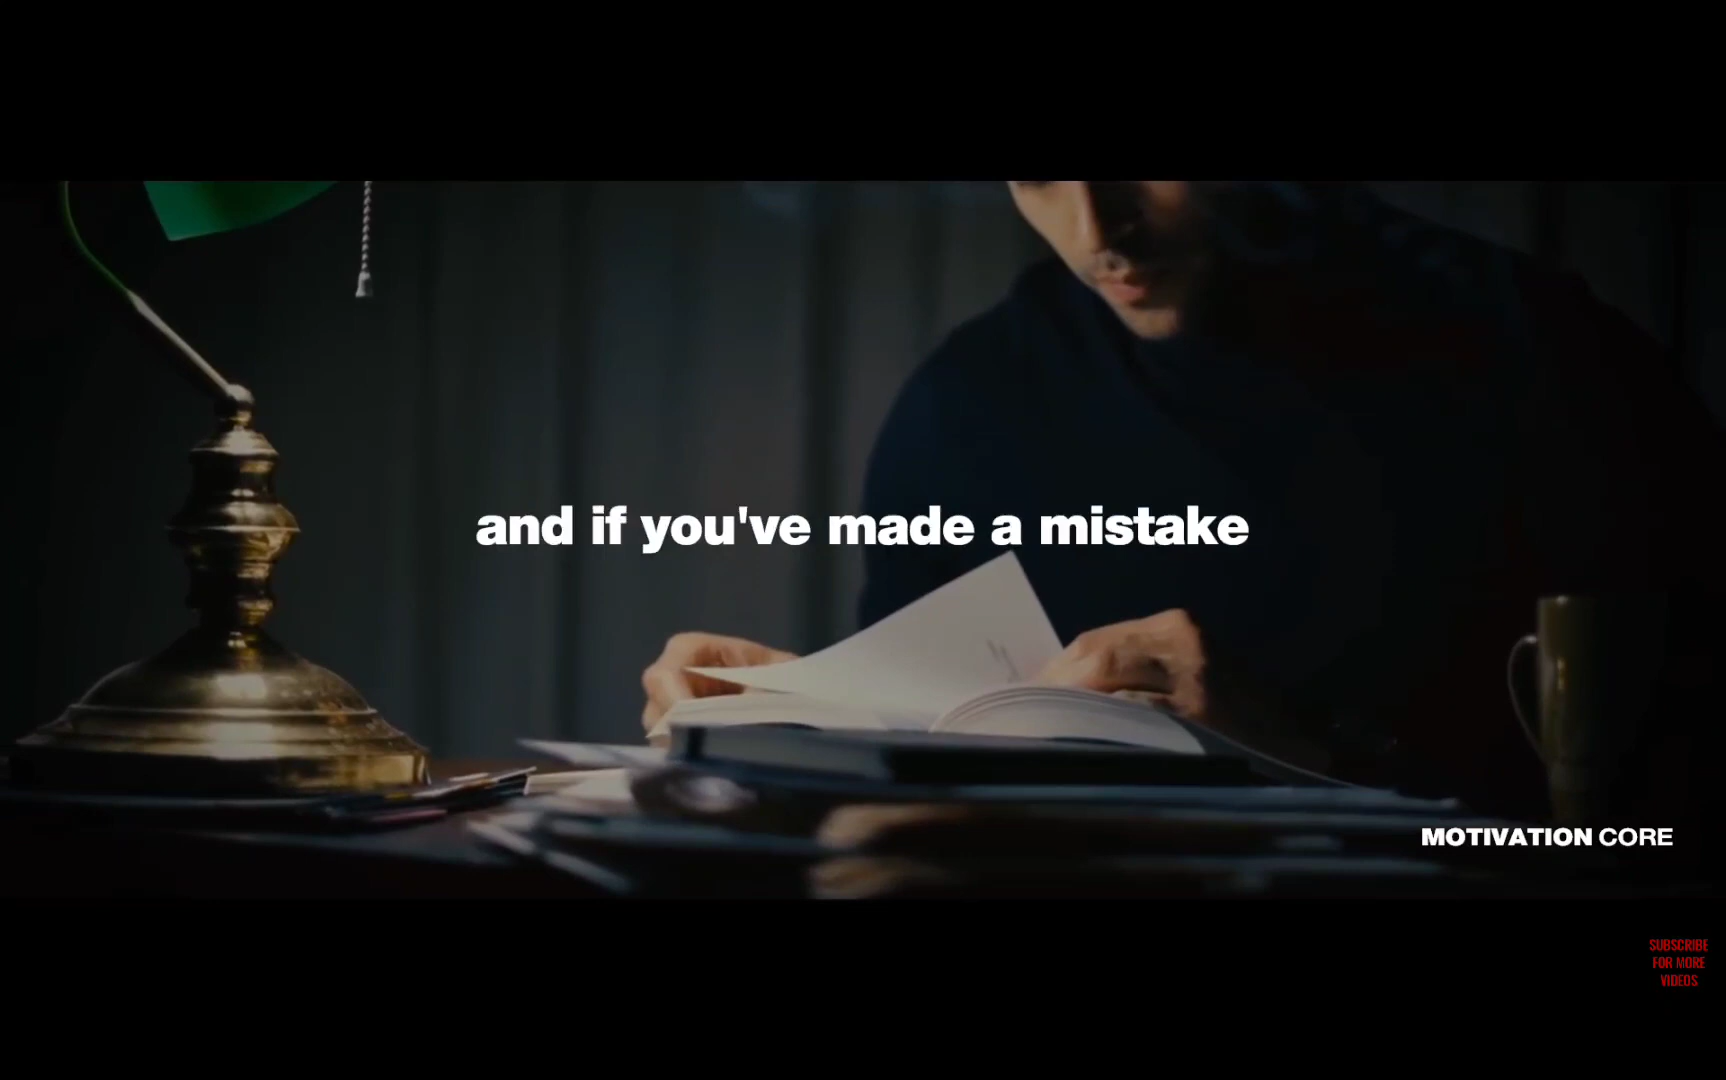 and if you've made a mistake
MOTIVATION CORE
SUBSCRIBE
FOR MORE
VIDEOS